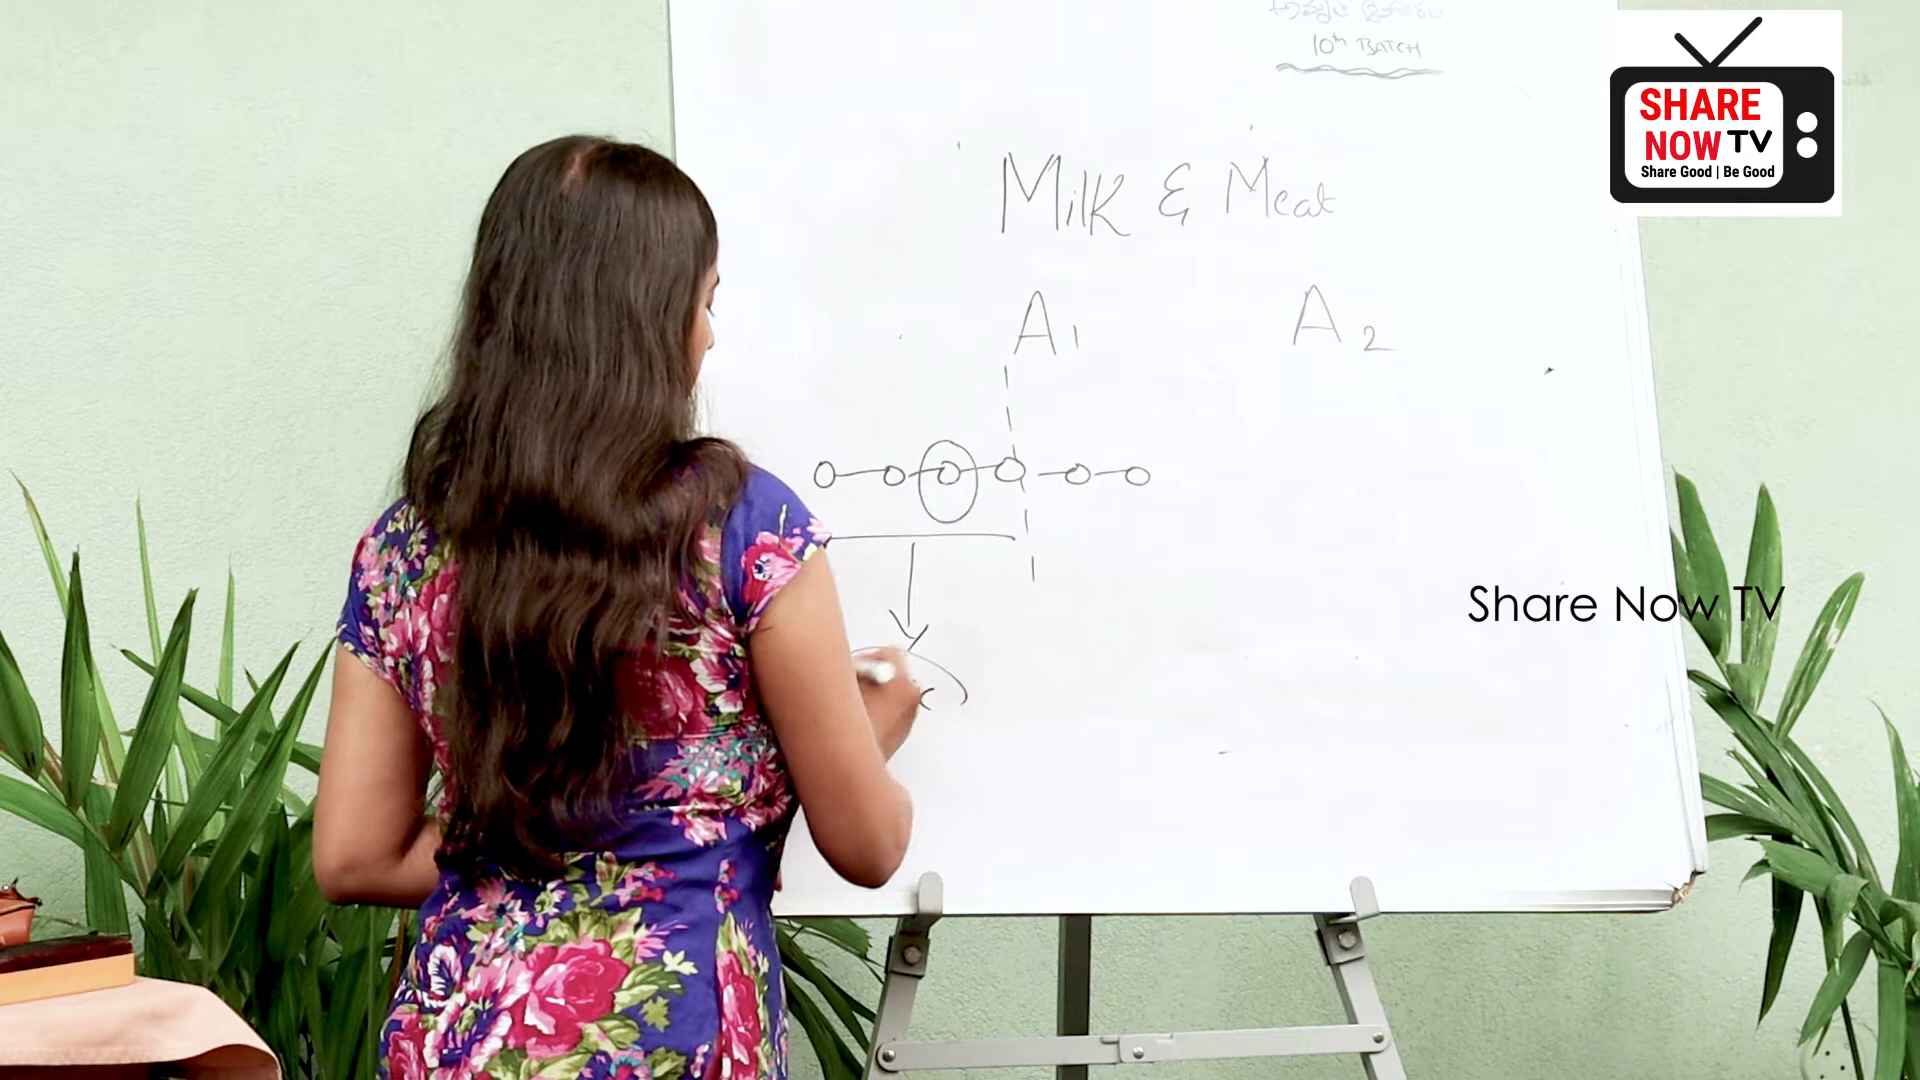 10th BATCH
Milk & Meat
A1 A2
SHARE
NOW TV
Share Good | Be Good
Share Now TV